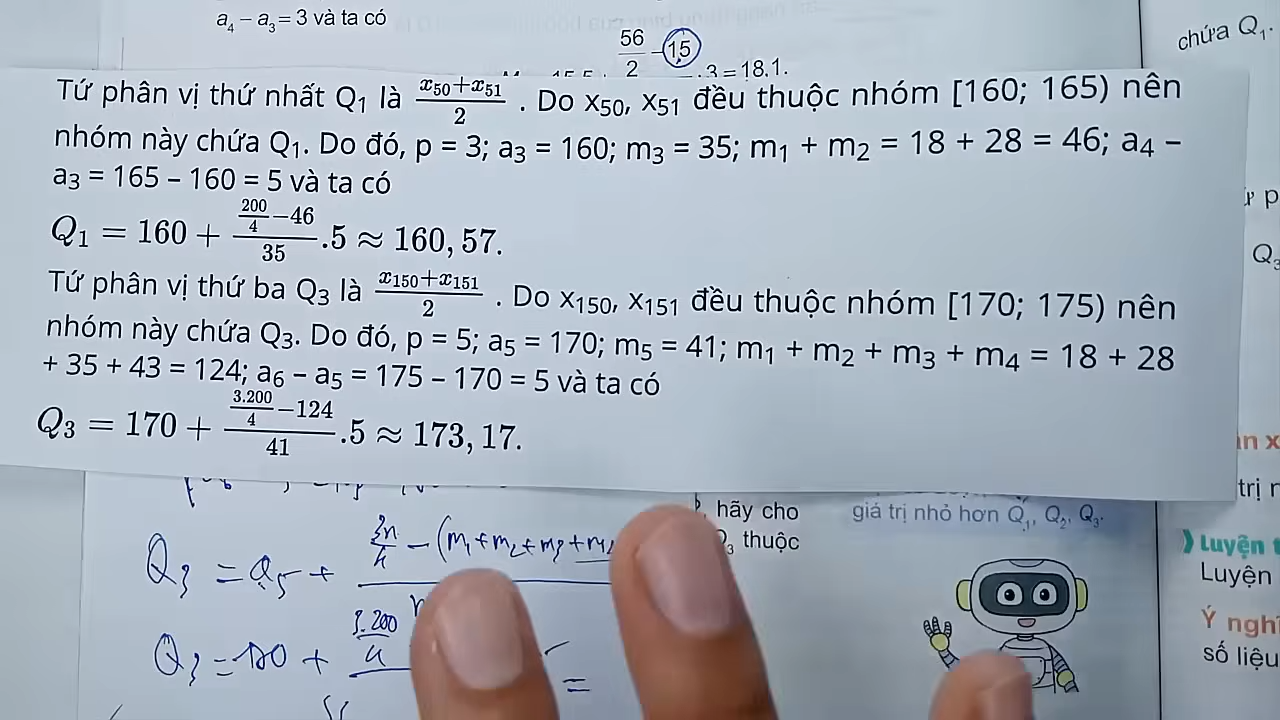 a₄ – a₃ = 3 và ta có
56/2 – 15
.3 = 18,1.
chứa Q₁.
Tứ phân vị thứ nhất Q₁ là (x₅₀+x₅₁)/2 . Do x₅₀, x₅₁ đều thuộc nhóm [160; 165) nên
nhóm này chứa Q₁. Do đó, p = 3; a₃ = 160; m₃ = 35; m₁ + m₂ = 18 + 28 = 46; a₄ –
a₃ = 165 – 160 = 5 và ta có
Q₁ = 160 + (200/4 – 46)/35 .5 ≈ 160,57.
Tứ phân vị thứ ba Q₃ là (x₁₅₀+x₁₅₁)/2 . Do x₁₅₀, x₁₅₁ đều thuộc nhóm [170; 175) nên
nhóm này chứa Q₃. Do đó, p = 5; a₅ = 170; m₅ = 41; m₁ + m₂ + m₃ + m₄ = 18 + 28
+ 35 + 43 = 124; a₆ – a₅ = 175 – 170 = 5 và ta có
Q₃ = 170 + (3.200/4 – 124)/41 .5 ≈ 173,17.
hãy cho
thuộc
giá trị nhỏ hơn Q₁, Q₂, Q₃.
Luyện
Luyện
số liệu